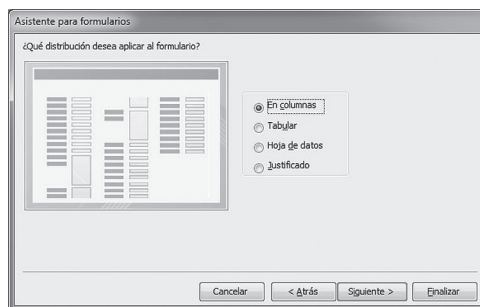 Asistente para formularios
¿Qué distribución desea aplicar al formulario?
En columnas
Tabular
Hoja de datos
Justificado
Cancelar
< Atrás
Siguiente >
Finalizar